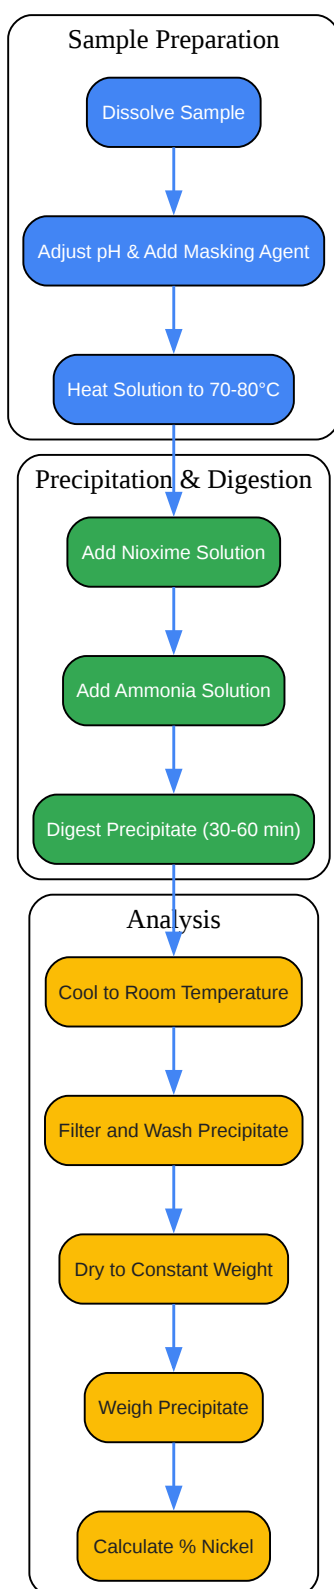 Sample Preparation
Dissolve Sample
Adjust pH & Add Masking Agent
Heat Solution to 70-80°C
Precipitation & Digestion
Add Nioxime Solution
Add Ammonia Solution
Digest Precipitate (30-60 min)
Analysis
Cool to Room Temperature
Filter and Wash Precipitate
Dry to Constant Weight
Weigh Precipitate
Calculate % Nickel